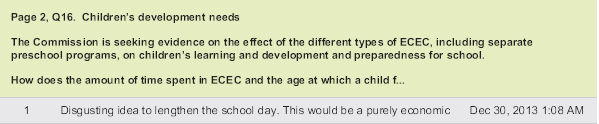 Page 2, Q16. Children's development needs
The Commission is seeking evidence on the effect of the different types of ECEC, including separate
preschool programs, on children's learning and development and preparedness for school.
How does the amount of time spent in ECEC and the age at which a child f...
1 Disgusting idea to lengthen the school day. This would be a purely economic Dec 30, 2013 1:08 AM